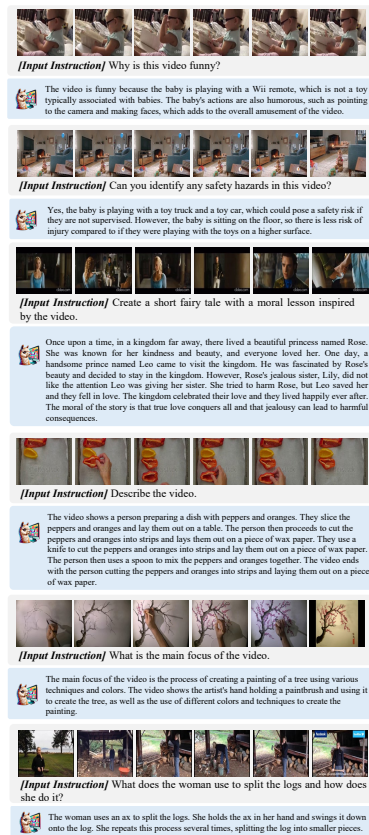 [Input Instruction] Why is this video funny?
The video is funny because the baby is playing with a Wii remote, which is not a toy
typically associated with babies. The baby's actions are also humorous, such as pointing
to the camera and making faces, which adds to the overall amusement of the video.
[Input Instruction] Can you identify any safety hazards in this video?
Yes, the baby is playing with a toy truck and a toy car, which could pose a safety risk if
they are not supervised. However, the baby is sitting on the floor, so there is less risk of
injury compared to if they were playing with the toys on a higher surface.
[Input Instruction] Create a short fairy tale with a moral lesson inspired
by the video.
Once upon a time, in a kingdom far away, there lived a beautiful princess named Rose.
She was known for her kindness and beauty, and everyone loved her. One day, a
handsome prince named Leo came to visit the kingdom. He was fascinated by Rose's
beauty and decided to stay in the kingdom. However, Rose's jealous sister, Lily, did not
like the attention Leo was giving her sister. She tried to harm Rose, but Leo saved her
and they fell in love. The kingdom celebrated their love and they lived happily ever after.
The moral of the story is that true love conquers all and that jealousy can lead to harmful
consequences.
[Input Instruction] Describe the video.
The video shows a person preparing a dish with peppers and oranges. They slice the
peppers and oranges and lay them out on a table. The person then proceeds to cut the
peppers and oranges into strips and lays them out on a piece of wax paper. They use a
knife to cut the peppers and oranges into strips and lay them out on a piece of wax paper.
The person then uses a spoon to mix the peppers and oranges together. The video ends
with the person cutting the peppers and oranges into strips and laying them out on a piece
of wax paper.
[Input Instruction] What is the main focus of the video.
The main focus of the video is the process of creating a painting of a tree using various
techniques and colors. The video shows the artist's hand holding a paintbrush and using it
to create the tree, as well as the use of different colors and techniques to create the
painting.
[Input Instruction] What does the woman use to split the logs and how does
she do it?
The woman uses an ax to split the logs. She holds the ax in her hand and swings it down
onto the log. She repeats this process several times, splitting the log into smaller pieces.